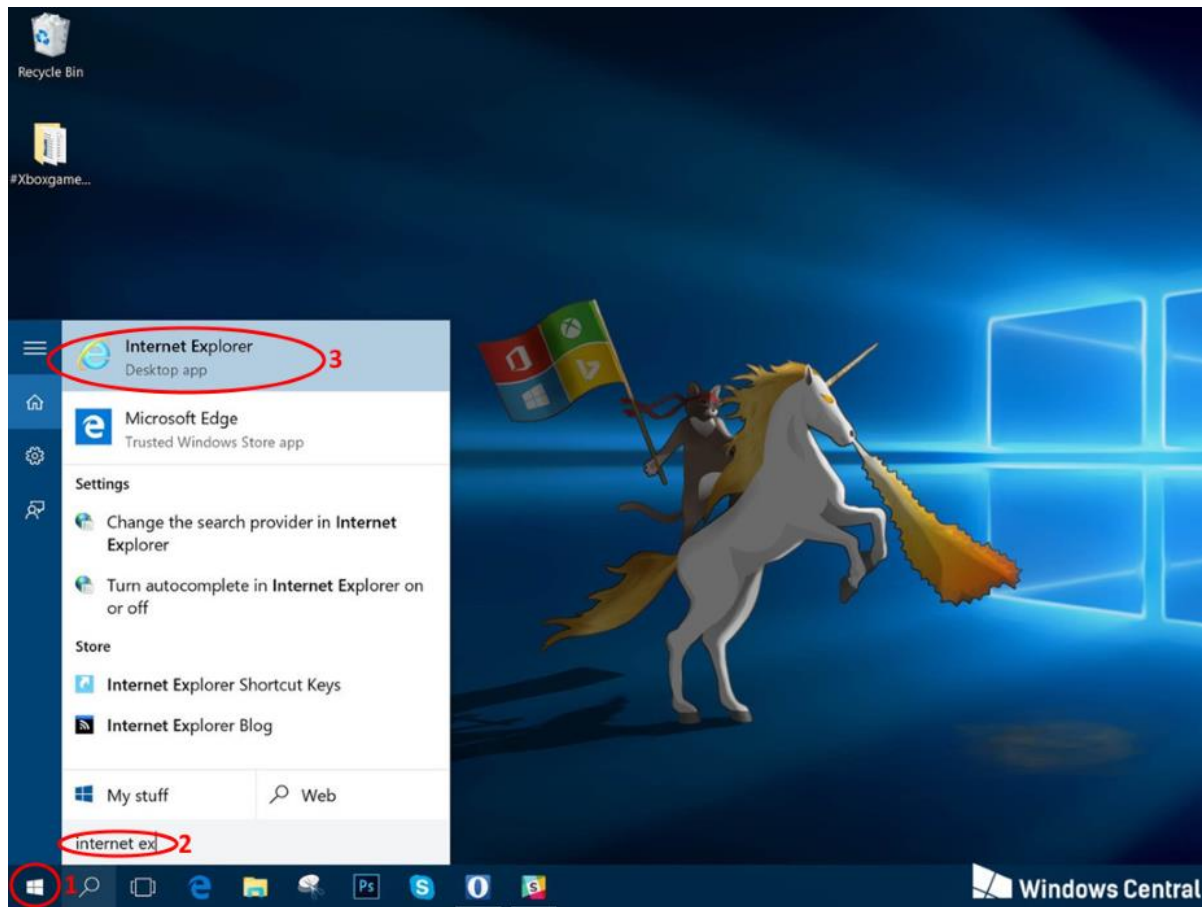 Recycle Bin
#Xboxgame...
Internet Explorer
Desktop app
3
Microsoft Edge
Trusted Windows Store app
Settings
Change the search provider in Internet
Explorer
Turn autocomplete in Internet Explorer on
or off
Store
Internet Explorer Shortcut Keys
Internet Explorer Blog
My stuff
Web
internet ex
2
1
Ps
Windows Central